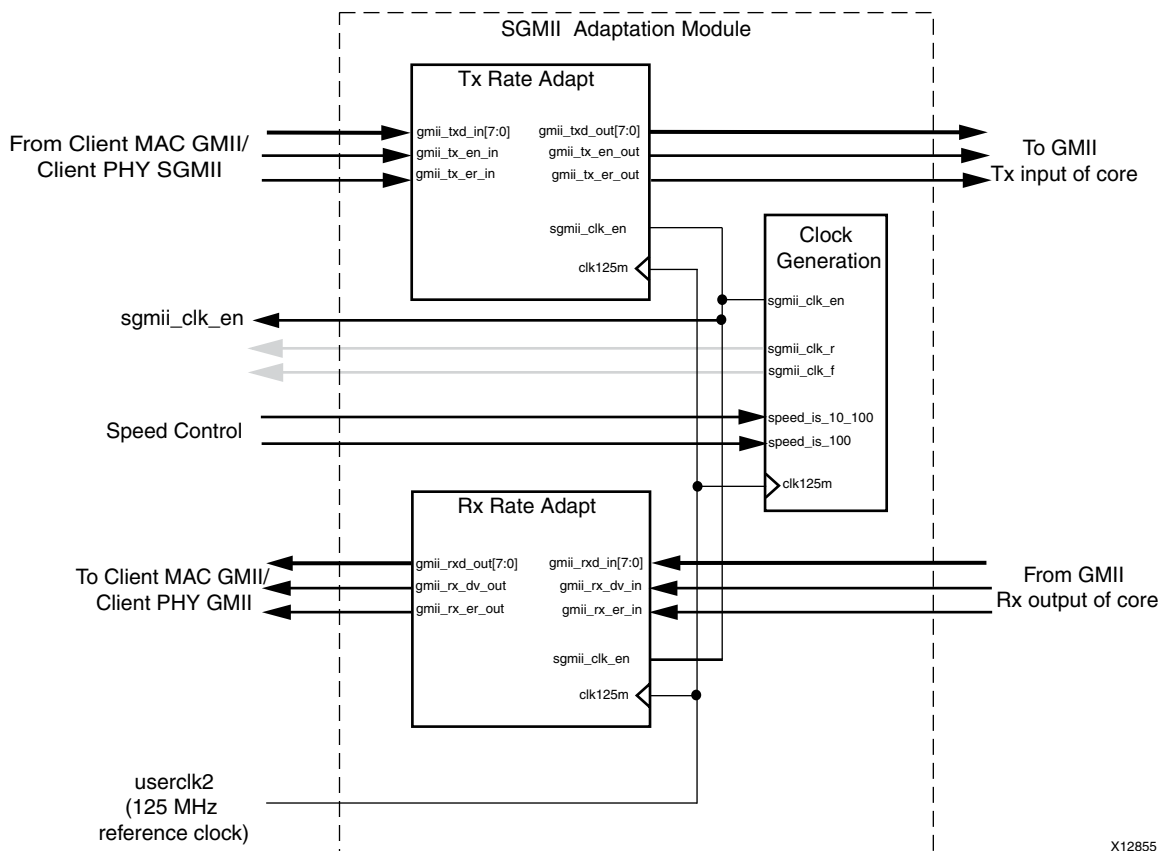 SGMII Adaptation Module
Tx Rate Adapt
From Client MAC GMII/
Client PHY SGMII
gmii_txd_in[7:0]
gmii_tx_en_in
gmii_tx_er_in
gmii_txd_out[7:0]
gmii_tx_en_out
gmii_tx_er_out
sgmii_clk_en
clk125m
To GMII
Tx input of core
Clock
Generation
sgmii_clk_en
sgmii_clk_r
sgmii_clk_f
speed_is_10_100
speed_is_100
clk125m
sgmii_clk_en
Speed Control
Rx Rate Adapt
To Client MAC GMII/
Client PHY GMII
gmii_rxd_out[7:0]
gmii_rx_dv_out
gmii_rx_er_out
gmii_rxd_in[7:0]
gmii_rx_dv_in
gmii_rx_er_in
sgmii_clk_en
clk125m
From GMII
Rx output of core
userclk2
(125 MHz
reference clock)
X12855